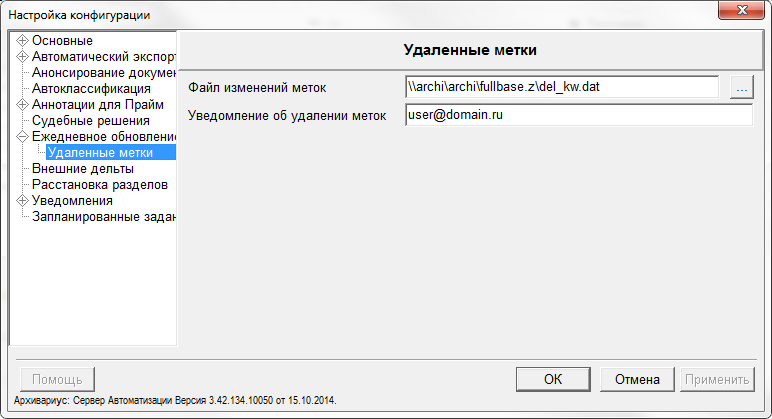 Настройка конфигурации
Основные
Автоматический экспорт
Анонсирование докумен
Автоклассификация
Аннотации для Прайм
Судебные решения
Ежедневное обновление
Удаленные метки
Внешние дельты
Расстановка разделов
Уведомления
Запланированные задан
Удаленные метки
Файл изменений меток \\archi\archi\fullbase.z\del_kw.dat ...
Уведомление об удалении меток user@domain.ru
Помощь OK Отмена Применить
Архивариус: Сервер Автоматизации Версия 3.42.134.10050 от 15.10.2014.